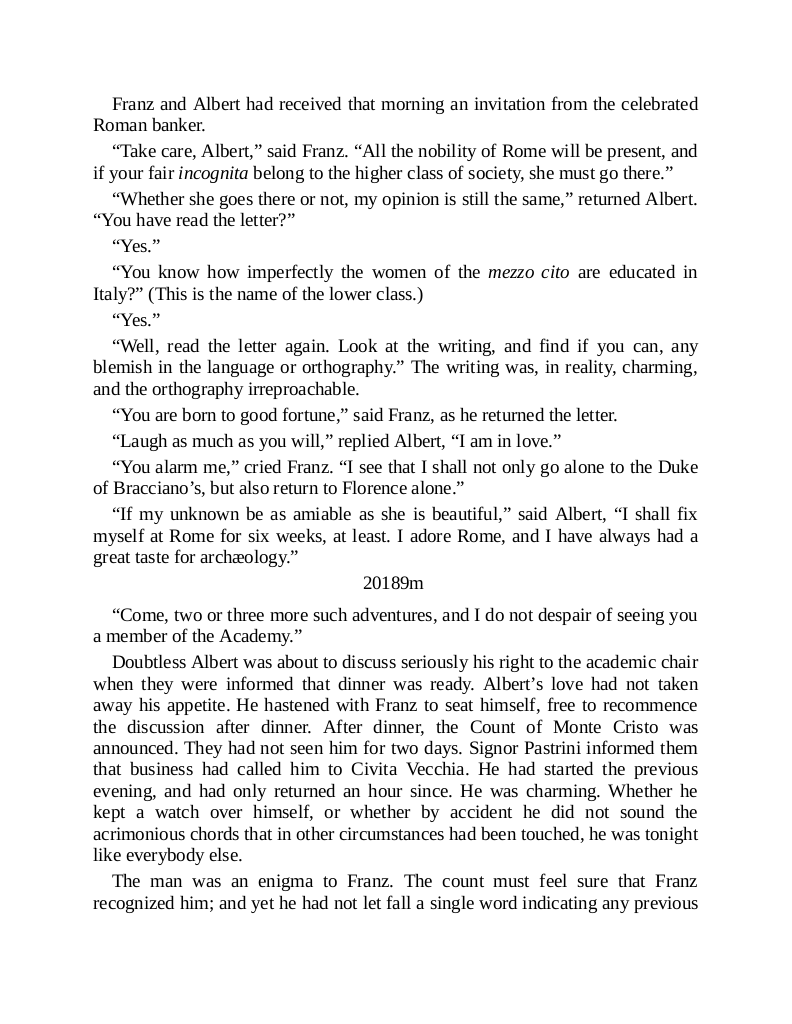 Franz and Albert had received that morning an invitation from the celebrated
Roman banker.
“Take care, Albert,” said Franz. “All the nobility of Rome will be present, and
if your fair incognita belong to the higher class of society, she must go there.”
“Whether she goes there or not, my opinion is still the same,” returned Albert.
“You have read the letter?”
“Yes.”
“You know how imperfectly the women of the mezzo cito are educated in
Italy?” (This is the name of the lower class.)
“Yes.”
“Well, read the letter again. Look at the writing, and find if you can, any
blemish in the language or orthography.” The writing was, in reality, charming,
and the orthography irreproachable.
“You are born to good fortune,” said Franz, as he returned the letter.
“Laugh as much as you will,” replied Albert, “I am in love.”
“You alarm me,” cried Franz. “I see that I shall not only go alone to the Duke
of Bracciano’s, but also return to Florence alone.”
“If my unknown be as amiable as she is beautiful,” said Albert, “I shall fix
myself at Rome for six weeks, at least. I adore Rome, and I have always had a
great taste for archæology.”
20189m
“Come, two or three more such adventures, and I do not despair of seeing you
a member of the Academy.”
Doubtless Albert was about to discuss seriously his right to the academic chair
when they were informed that dinner was ready. Albert’s love had not taken
away his appetite. He hastened with Franz to seat himself, free to recommence
the discussion after dinner. After dinner, the Count of Monte Cristo was
announced. They had not seen him for two days. Signor Pastrini informed them
that business had called him to Civita Vecchia. He had started the previous
evening, and had only returned an hour since. He was charming. Whether he
kept a watch over himself, or whether by accident he did not sound the
acrimonious chords that in other circumstances had been touched, he was tonight
like everybody else.
The man was an enigma to Franz. The count must feel sure that Franz
recognized him; and yet he had not let fall a single word indicating any previous